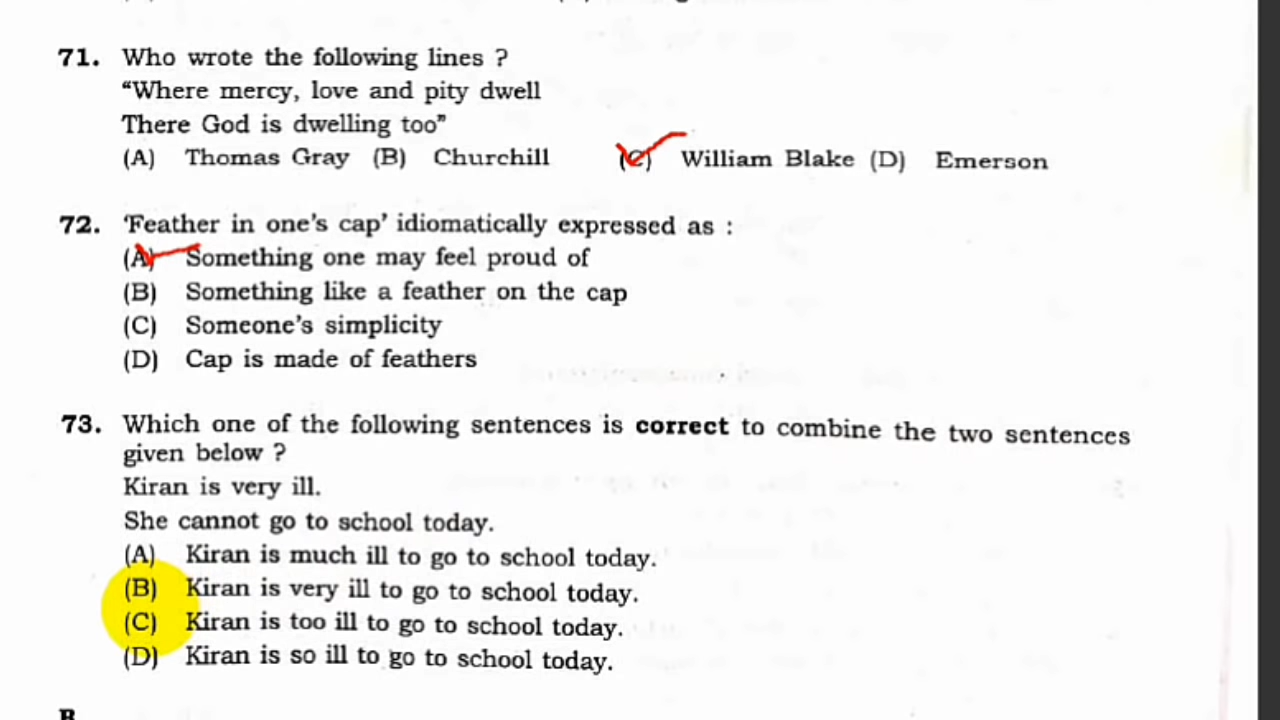 71. Who wrote the following lines ?
“Where mercy, love and pity dwell
There God is dwelling too”
(A) Thomas Gray (B) Churchill (C) William Blake (D) Emerson
72. ‘Feather in one’s cap’ idiomatically expressed as :
(A) Something one may feel proud of
(B) Something like a feather on the cap
(C) Someone’s simplicity
(D) Cap is made of feathers
73. Which one of the following sentences is correct to combine the two sentences
given below ?
Kiran is very ill.
She cannot go to school today.
(A) Kiran is much ill to go to school today.
(B) Kiran is very ill to go to school today.
(C) Kiran is too ill to go to school today.
(D) Kiran is so ill to go to school today.